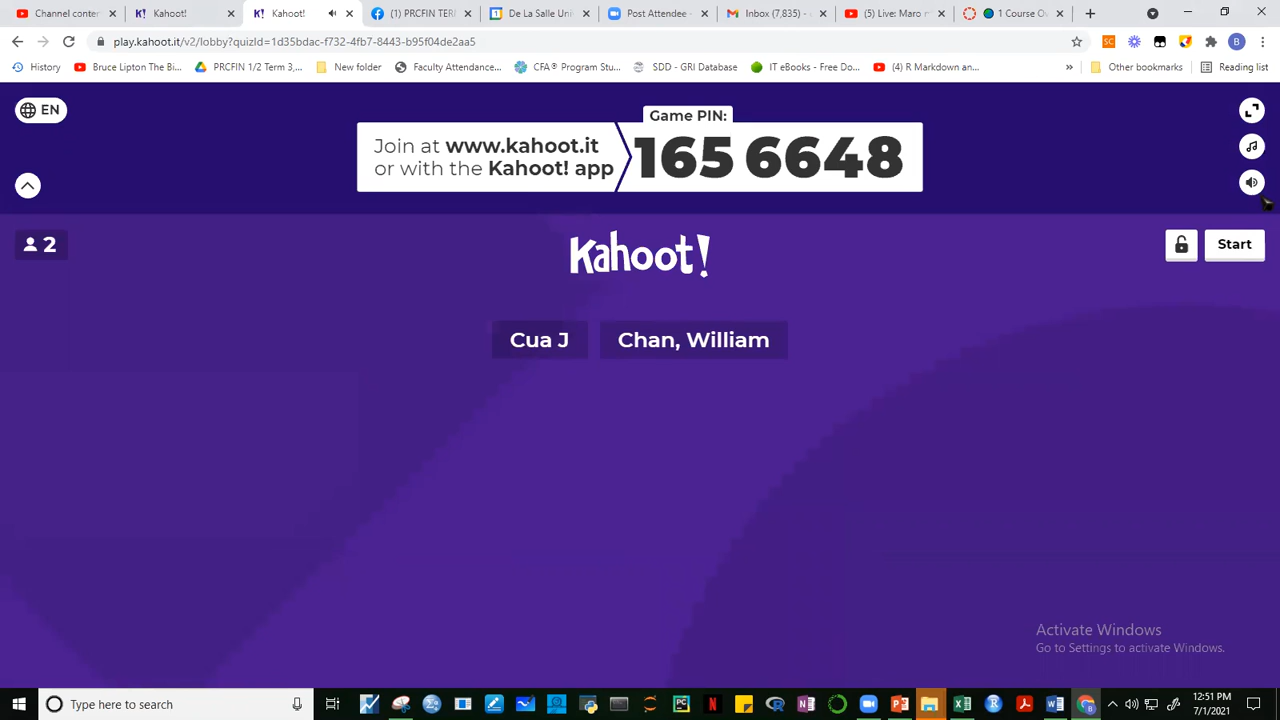 Channel conten
Kahoot!
Kahoot!
(1) PRCFIN TER
De La Salle Uni
Post Attendee -
Inbox (7,835) -
(5) Live: Maro n
1 Course Ou
play.kahoot.it/v2/lobby?quizId=1d35bdac-f732-4fb7-8443-b95f04de2aa5
B
History
Bruce Lipton The Bi...
PRCFIN 1/2 Term 3,...
New folder
Faculty Attendance...
CFA® Program Stu...
SDD - GRI Database
IT eBooks - Free Do...
(4) R Markdown an...
»
Other bookmarks
Reading list
EN
Game PIN:
Join at www.kahoot.it
or with the Kahoot! app
165 6648
2
Kahoot!
Start
Cua J
Chan, William
Activate Windows
Go to Settings to activate Windows.
Type here to search
12:51 PM
7/1/2021